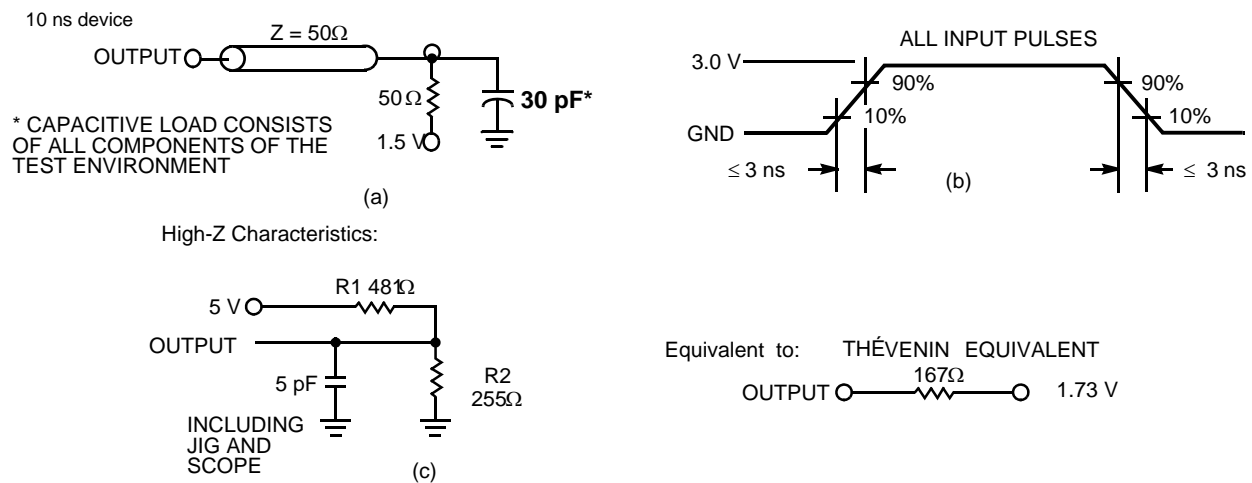 10 ns device
OUTPUT
Z = 50Ω
50 Ω
30 pF*
1.5 V
* CAPACITIVE LOAD CONSISTS
OF ALL COMPONENTS OF THE
TEST ENVIRONMENT
(a)
ALL INPUT PULSES
3.0 V
90%
90%
10%
10%
GND
≤ 3 ns
≤ 3 ns
(b)
High-Z Characteristics:
R1 481Ω
5 V
OUTPUT
5 pF
R2
255Ω
INCLUDING
JIG AND
SCOPE
(c)
Equivalent to: THÉVENIN EQUIVALENT
167Ω
OUTPUT
1.73 V